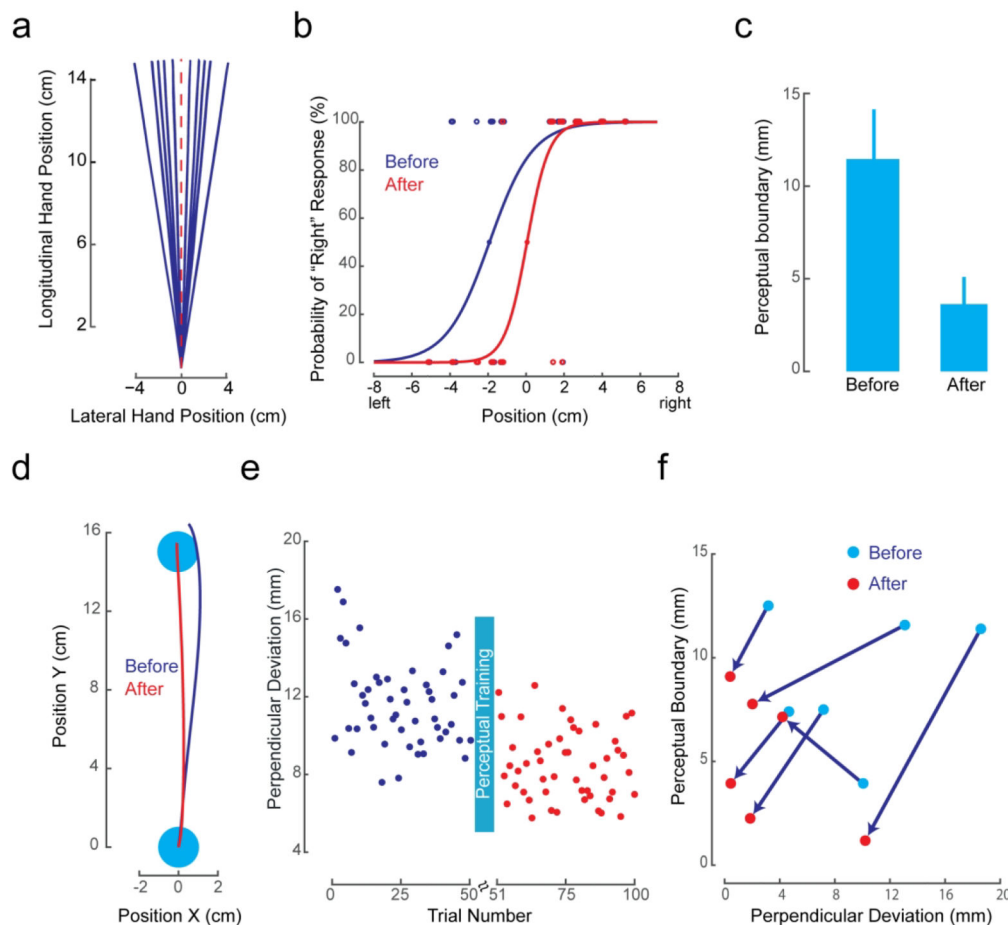 a
Longitudinal Hand Position (cm)
14
10
6
2
−4
0
4
Lateral Hand Position (cm)
b
Probability of “Right” Response (%)
100
80
60
40
20
0
Before
After
-8 -6 -4 -2 0 2 4 6 8
left right
Position (cm)
c
Perceptual boundary (mm)
15
10
5
0
Before After
d
Position Y (cm)
16
12
8
4
0
Before
After
-2 0 2
Position X (cm)
e
Perpendicular Deviation (mm)
20
16
12
8
4
Perceptual Training
0 25 50 51 75 100
Trial Number
f
Perceptual Boundary (mm)
15
10
5
0
Before
After
0 4 8 12 16 20
Perpendicular Deviation (mm)